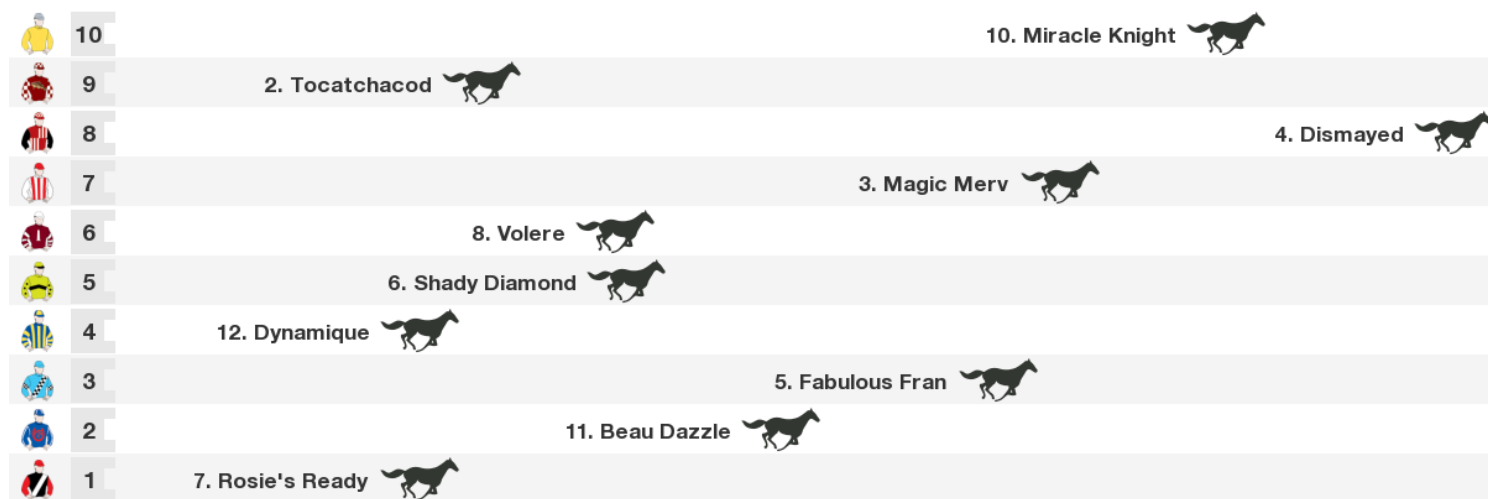 10 10. Miracle Knight
9 2. Tocatchacod
8 4. Dismayed
7 3. Magic Merv
6 8. Volere
5 6. Shady Diamond
4 12. Dynamique
3 5. Fabulous Fran
2 11. Beau Dazzle
1 7. Rosie's Ready